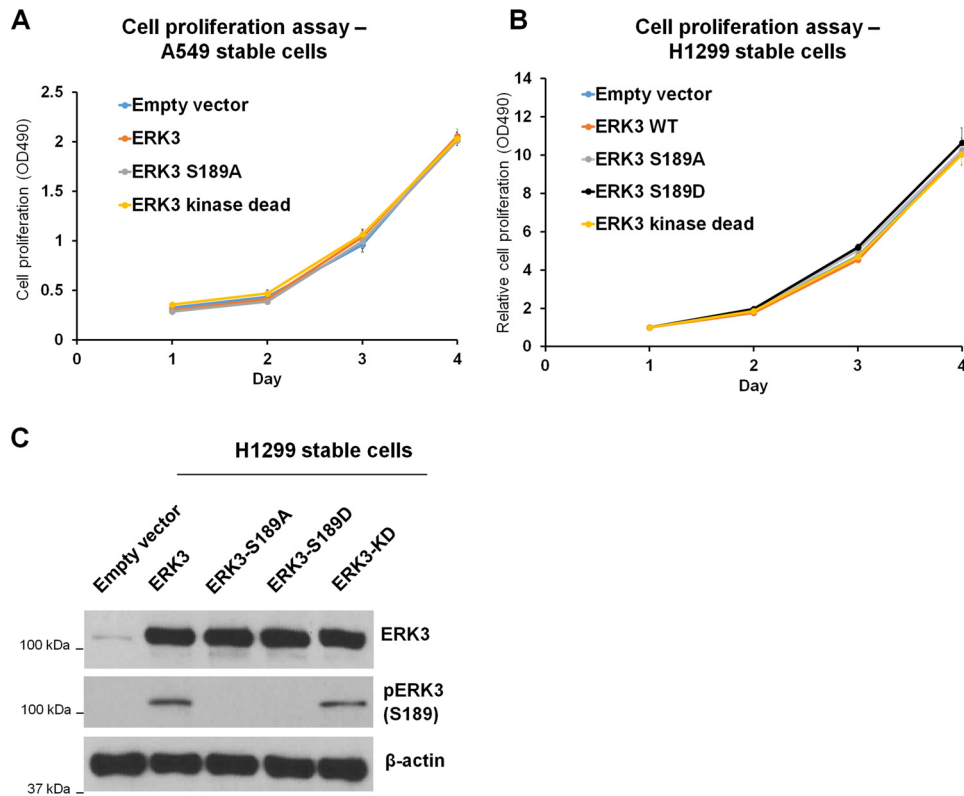 A
Cell proliferation assay –
A549 stable cells
Cell proliferation (OD490)
2.5
2
1.5
1
0.5
0
Empty vector
ERK3
ERK3 S189A
ERK3 kinase dead
0 1 2 3 4
Day
B
Cell proliferation assay –
H1299 stable cells
Relative cell proliferation (OD490)
14
12
10
8
6
4
2
0
Empty vector
ERK3 WT
ERK3 S189A
ERK3 S189D
ERK3 kinase dead
0 1 2 3 4
Day
C
H1299 stable cells
Empty vector
ERK3
ERK3-S189A
ERK3-S189D
ERK3-KD
100 kDa
ERK3
100 kDa
pERK3
(S189)
β-actin
37 kDa